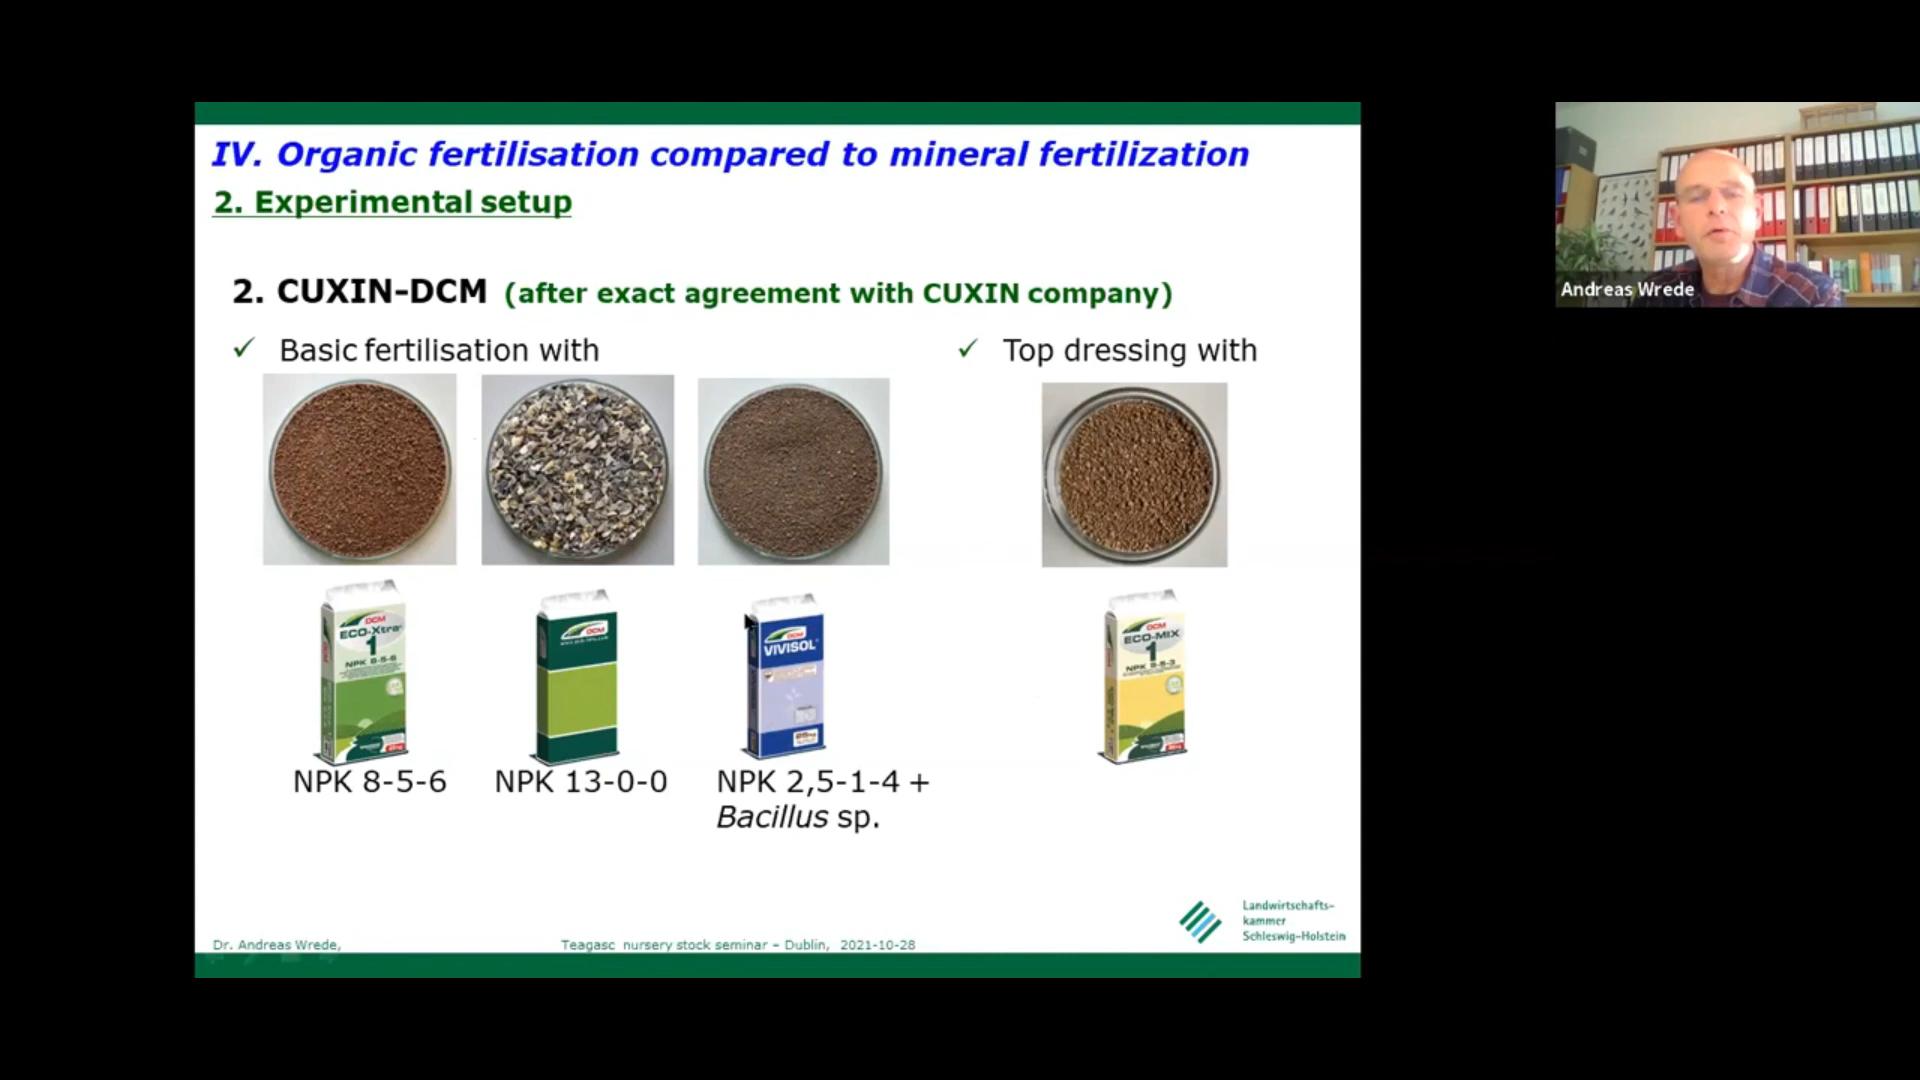 IV. Organic fertilisation compared to mineral fertilization
2. Experimental setup
2. CUXIN-DCM (after exact agreement with CUXIN company)
✓ Basic fertilisation with
✓ Top dressing with
DCM
ECO-Xtra
1
NPK 8-5-6
DCM
DCM
VIVISOL
DCM
ECO-MIX
1
NPK 8-5-3
NPK 8-5-6
NPK 13-0-0
NPK 2,5-1-4 +
Bacillus sp.
Landwirtschafts-
kammer
Schleswig-Holstein
Dr. Andreas Wrede,
Teagasc nursery stock seminar – Dublin, 2021-10-28
Andreas Wrede